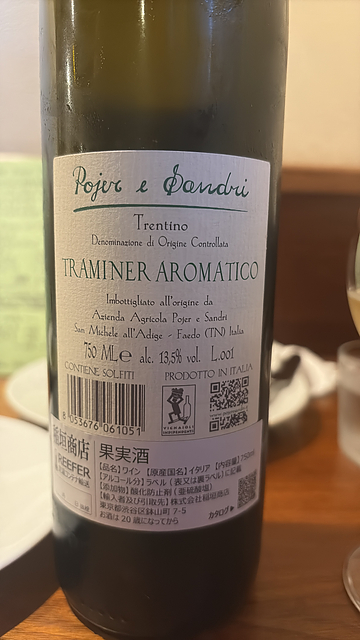 Pojer e Sandri
Trentino
Denominazione di Origine Controllata
TRAMINER AROMATICO
Imbottigliato all'origine da
Azienda Agricola Pojer e Sandri
San Michele all'Adige - Faedo (TN) Italia
750 ML e alc. 13,5% vol. L.001
CONTIENE SOLFITI PRODOTTO IN ITALIA
8 053676 061051
VIGNAIOLI
INDIPENDENTI
稲垣商店
REEFER
果実酒
【品名】ワイン 【原産国名】イタリア 【内容量】750ml
【アルコール分】ラベル(表又は裏ラベル)に記載
【添加物】酸化防止剤(亜硫酸塩)
【輸入者及び引取先】株式会社稲垣商店
東京都渋谷区鉢山町7-5
お酒は20歳になってから
カタログ▶